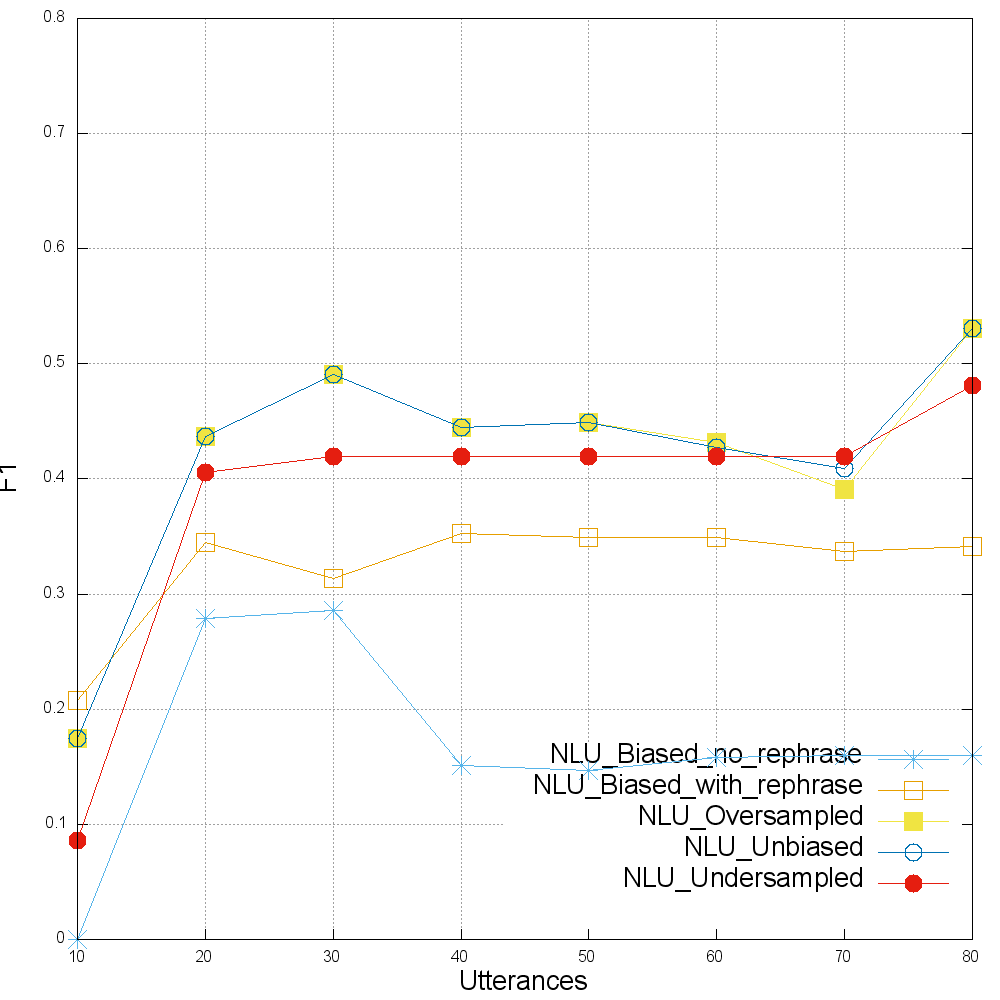 0.8
0.7
0.6
0.5
0.4
0.3
0.2
0.1
0
F1
NLU_Biased_no_rephrase
NLU_Biased_with_rephrase
NLU_Oversampled
NLU_Unbiased
NLU_Undersampled
10 20 30 40 50 60 70 80
Utterances